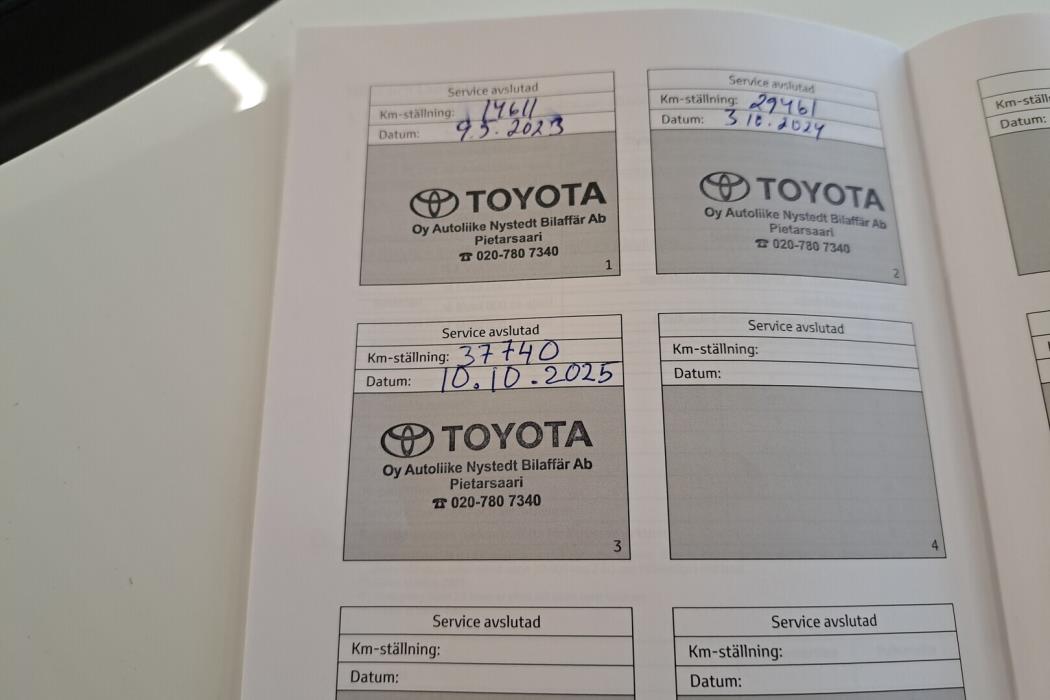 Service avslutad
Km-ställning: 14611
Datum: 9.5.2023
TOYOTA
Oy Autoliike Nystedt Bilaffär Ab
Pietarsaari
☎ 020-780 7340
1
Service avslutad
Km-ställning: 29461
Datum: 3 10.2024
TOYOTA
Oy Autoliike Nystedt Bilaffär Ab
Pietarsaari
☎ 020-780 7340
2
Service avslutad
Km-ställning: 37740
Datum: 10.10.2025
TOYOTA
Oy Autoliike Nystedt Bilaffär Ab
Pietarsaari
☎ 020-780 7340
3
Service avslutad
Km-ställning:
Datum:
4
Service avslutad
Km-ställning:
Datum:
Service avslutad
Km-ställning:
Datum:
Km-ställ
Datum: